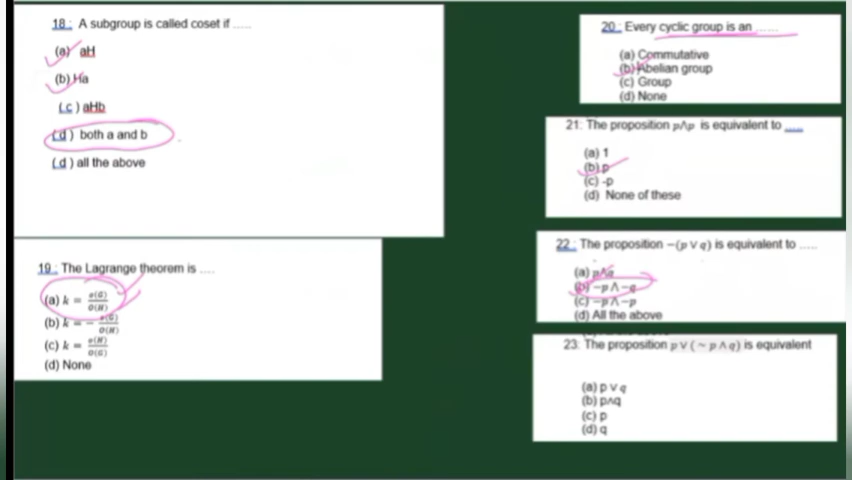 18 : A subgroup is called coset if .....
(a) aH
(b) Ha
( c ) aHb
( d ) both a and b
( d ) all the above
19 : The Lagrange theorem is ....
(a) k = o(G)/O(H)
(b) k = − o(G)/O(H)
(c) k = o(H)/O(G)
(d) None
20 : Every cyclic group is an .......
(a) Commutative
(b) Abelian group
(c) Group
(d) None
21: The proposition p∧p is equivalent to .....
(a) 1
(b) p
(c) -p
(d) None of these
22 : The proposition −(p ∨ q) is equivalent to .....
(a) p∧q
(b) −p ∧ −q
(c) −p ∧ −p
(d) All the above
23: The proposition p ∨ ( ~ p ∧ q) is equivalent
(a) p ∨ q
(b) p∧q
(c) p
(d) q